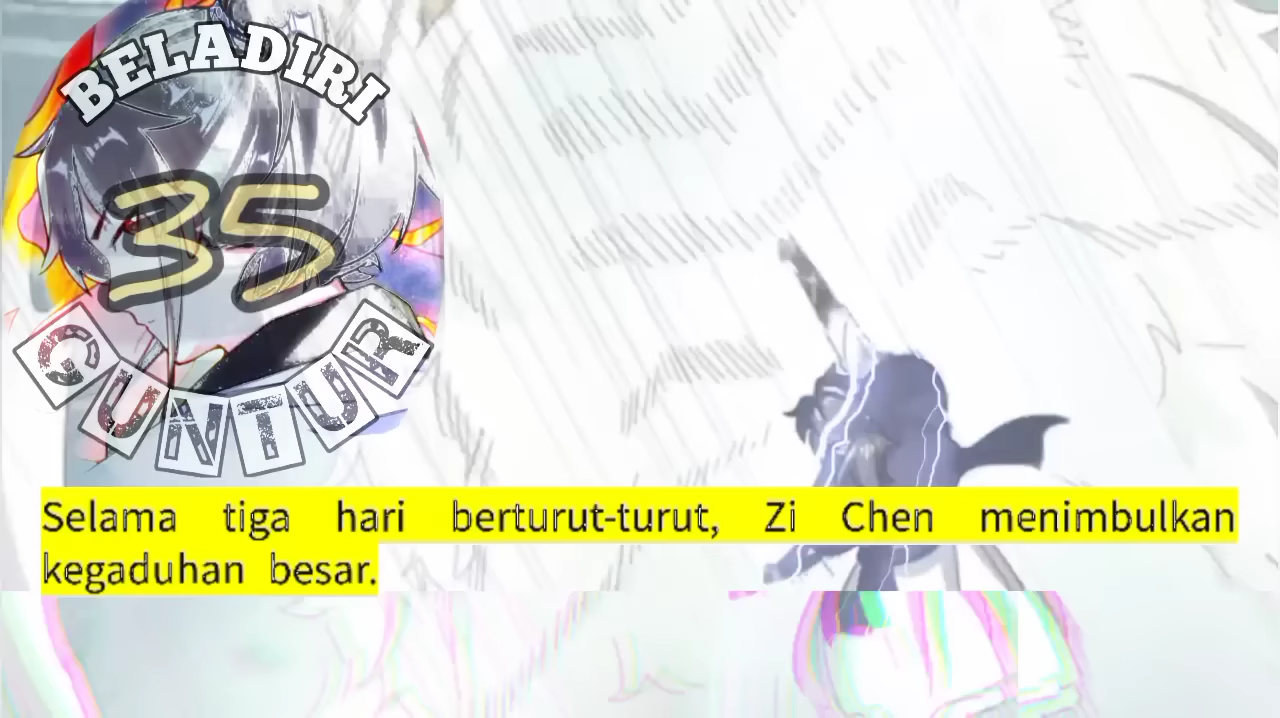 BELADIRI
35
GUNTUR
Selama tiga hari berturut-turut, Zi Chen menimbulkan
kegaduhan besar.